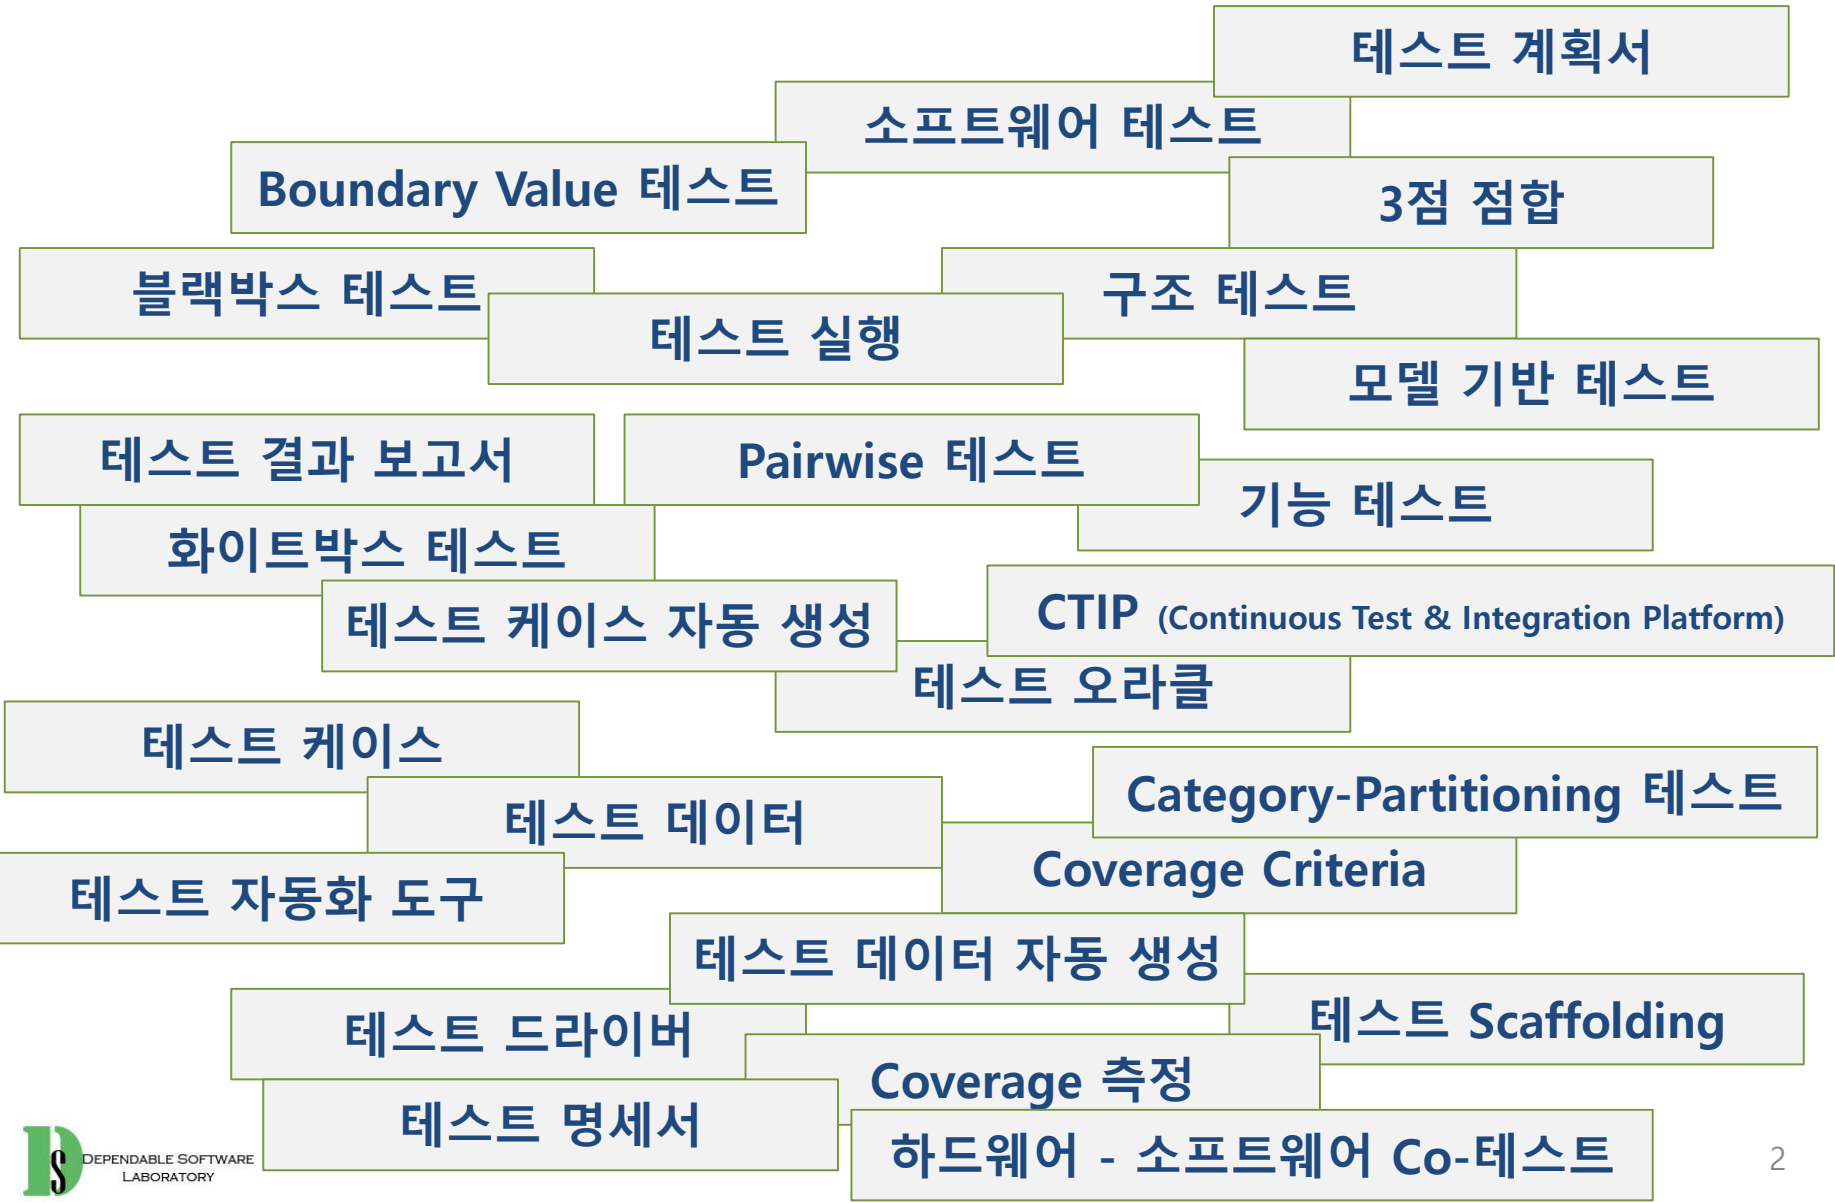 테스트 계획서
소프트웨어 테스트
Boundary Value 테스트
3점 점합
블랙박스 테스트
구조 테스트
테스트 실행
모델 기반 테스트
테스트 결과 보고서
Pairwise 테스트
기능 테스트
화이트박스 테스트
CTIP (Continuous Test & Integration Platform)
테스트 케이스 자동 생성
테스트 오라클
테스트 케이스
Category-Partitioning 테스트
테스트 데이터
Coverage Criteria
테스트 자동화 도구
테스트 데이터 자동 생성
테스트 Scaffolding
테스트 드라이버
Coverage 측정
테스트 명세서
하드웨어 - 소프트웨어 Co-테스트
DS
DEPENDABLE SOFTWARE
LABORATORY
2